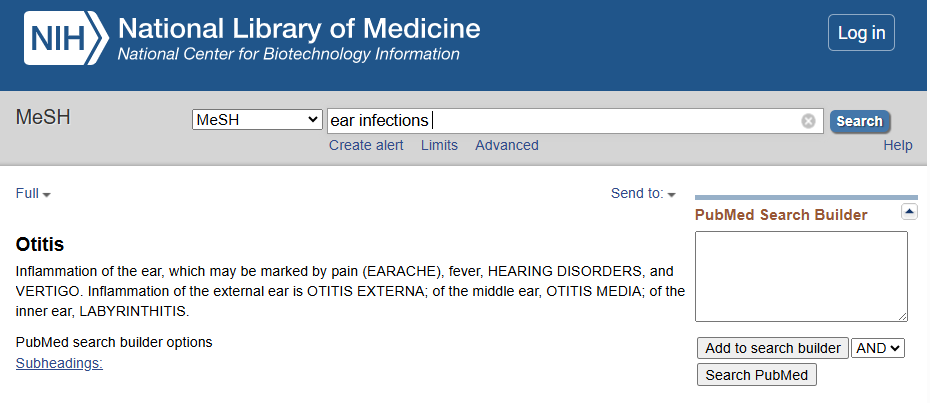 NIH National Library of Medicine
National Center for Biotechnology Information
Log in
MeSH
MeSH
ear infections
Search
Create alert Limits Advanced
Help
Full
Send to:
PubMed Search Builder
Otitis
Inflammation of the ear, which may be marked by pain (EARACHE), fever, HEARING DISORDERS, and
VERTIGO. Inflammation of the external ear is OTITIS EXTERNA; of the middle ear, OTITIS MEDIA; of the
inner ear, LABYRINTHITIS.
PubMed search builder options
Subheadings:
Add to search builder AND
Search PubMed